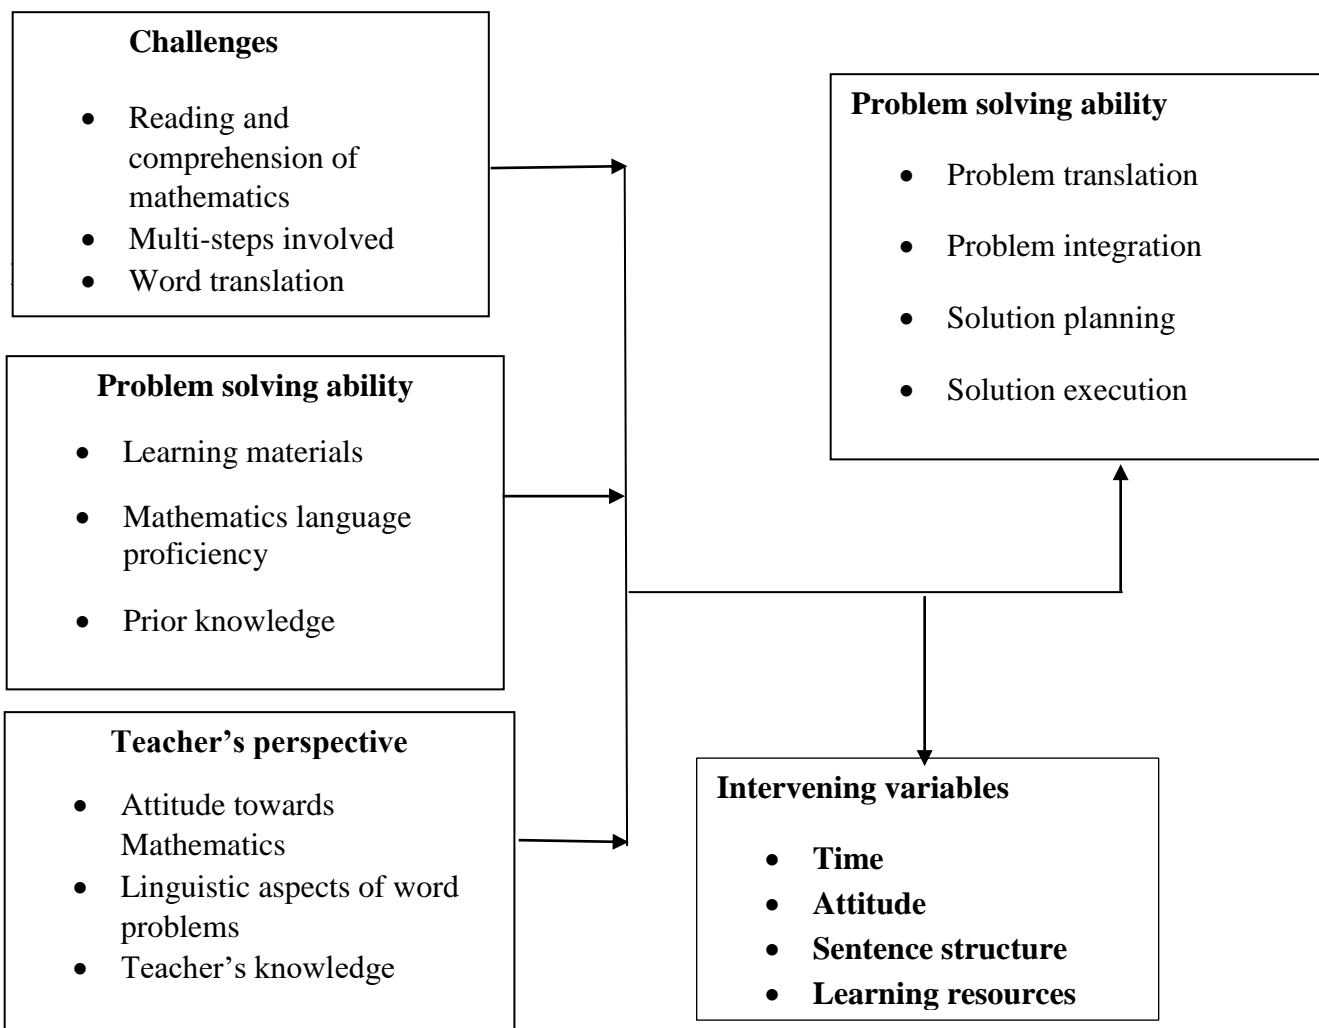 Challenges
• Reading and
comprehension of
mathematics
• Multi-steps involved
• Word translation
Problem solving ability
• Learning materials
• Mathematics language
proficiency
• Prior knowledge
Teacher’s perspective
• Attitude towards
Mathematics
• Linguistic aspects of word
problems
• Teacher’s knowledge
Problem solving ability
• Problem translation
• Problem integration
• Solution planning
• Solution execution
Intervening variables
• Time
• Attitude
• Sentence structure
• Learning resources